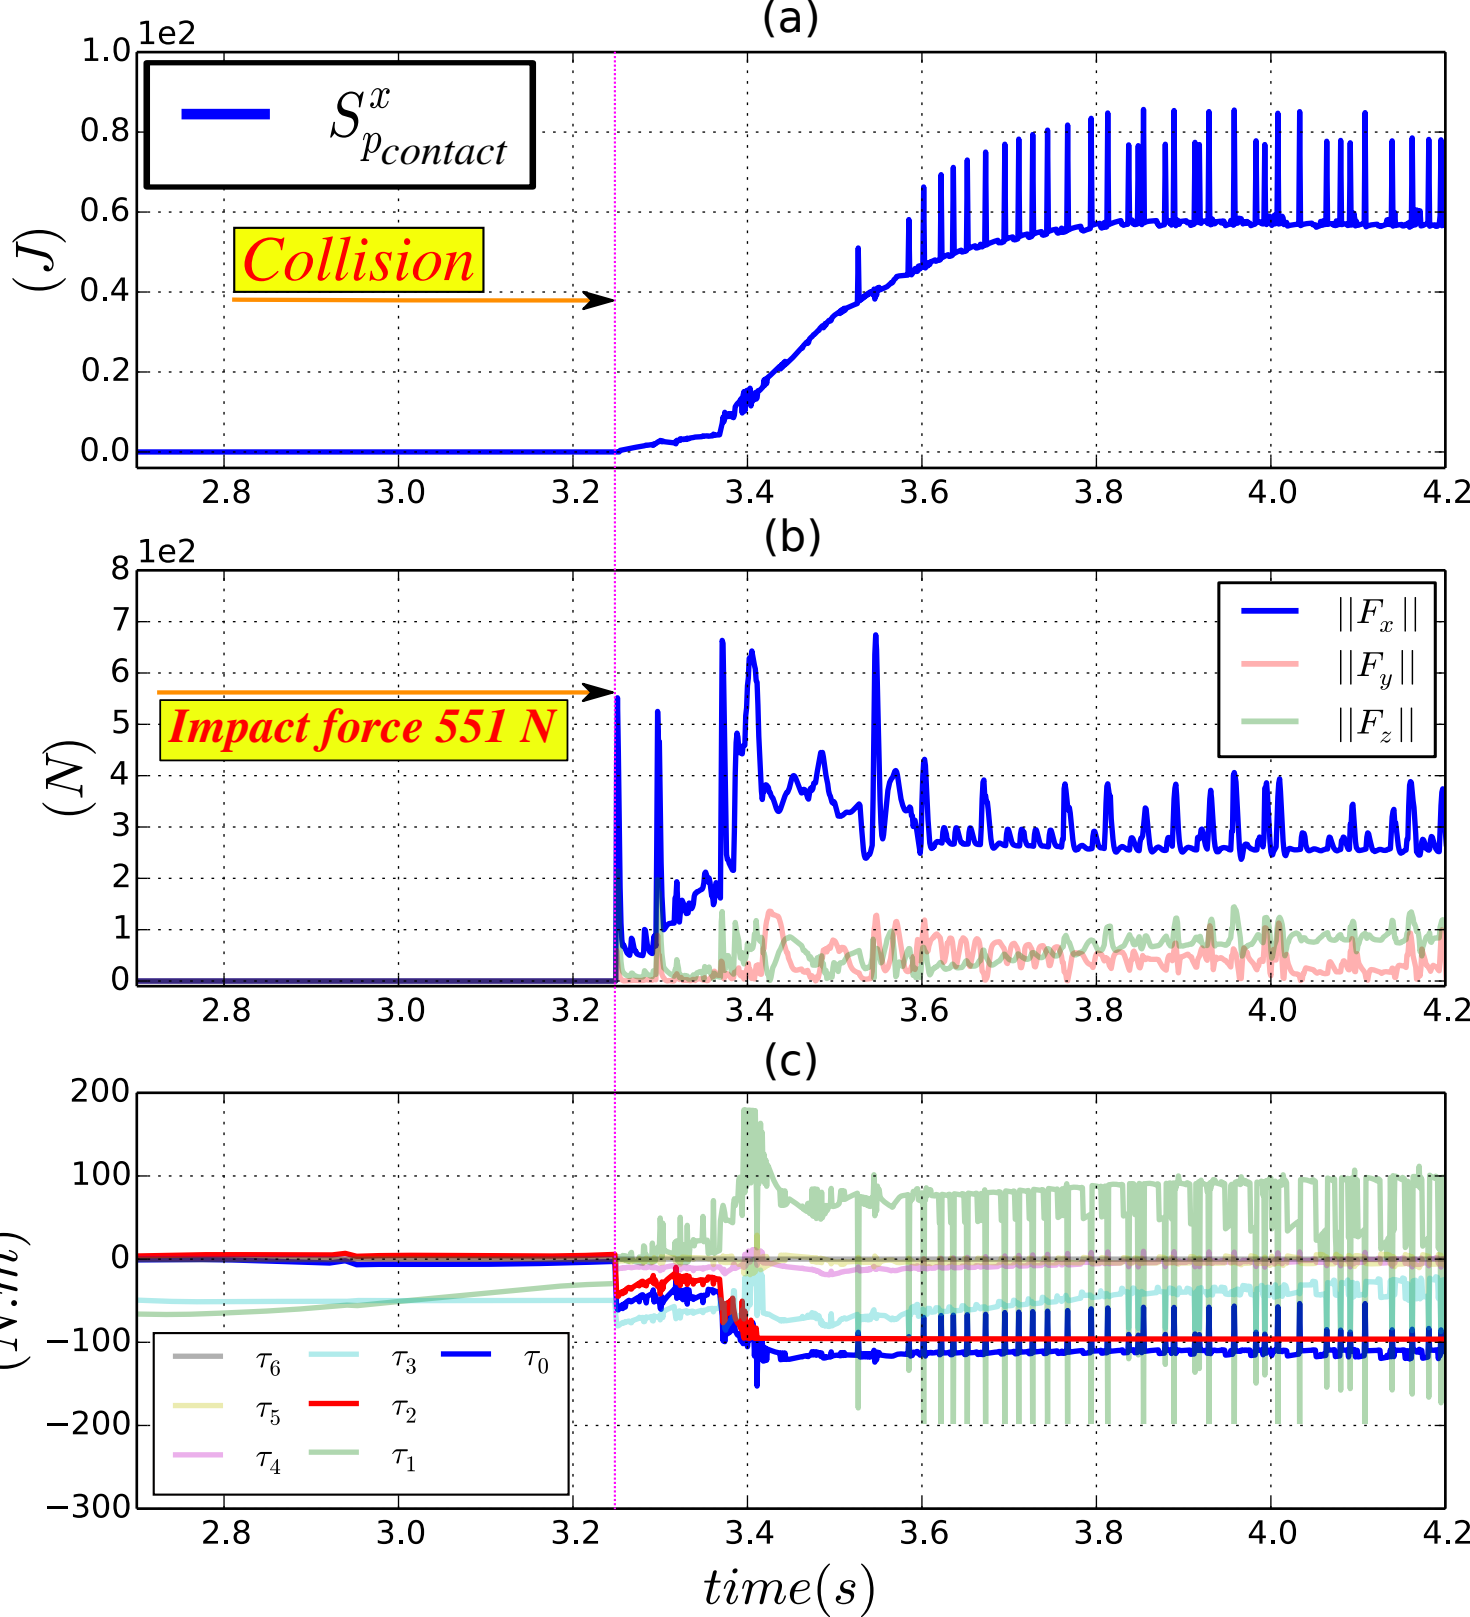 (a)
1e2
1.0
0.8
0.6
0.4
0.2
0.0
(J)
S^x_{p_{contact}}
Collision
2.8 3.0 3.2 3.4 3.6 3.8 4.0 4.2
(b)
1e2
8
7
6
5
4
3
2
1
0
(N)
Impact force 551 N
||F_x||
||F_y||
||F_z||
2.8 3.0 3.2 3.4 3.6 3.8 4.0 4.2
(c)
200
100
0
−100
−200
−300
(N.m)
τ_6 τ_3 τ_0
τ_5 τ_2
τ_4 τ_1
2.8 3.0 3.2 3.4 3.6 3.8 4.0 4.2
time(s)